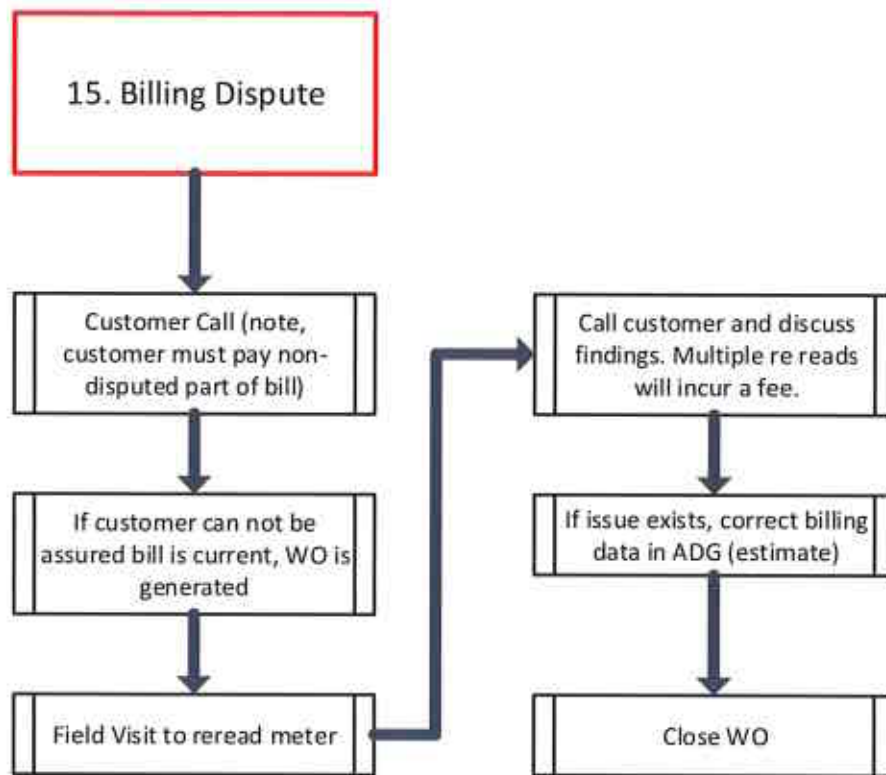 15. Billing Dispute
Customer Call (note,
customer must pay non-
disputed part of bill)
If customer can not be
assured bill is current, WO is
generated
Field Visit to reread meter
Call customer and discuss
findings. Multiple re reads
will incur a fee.
If issue exists, correct billing
data in ADG (estimate)
Close WO